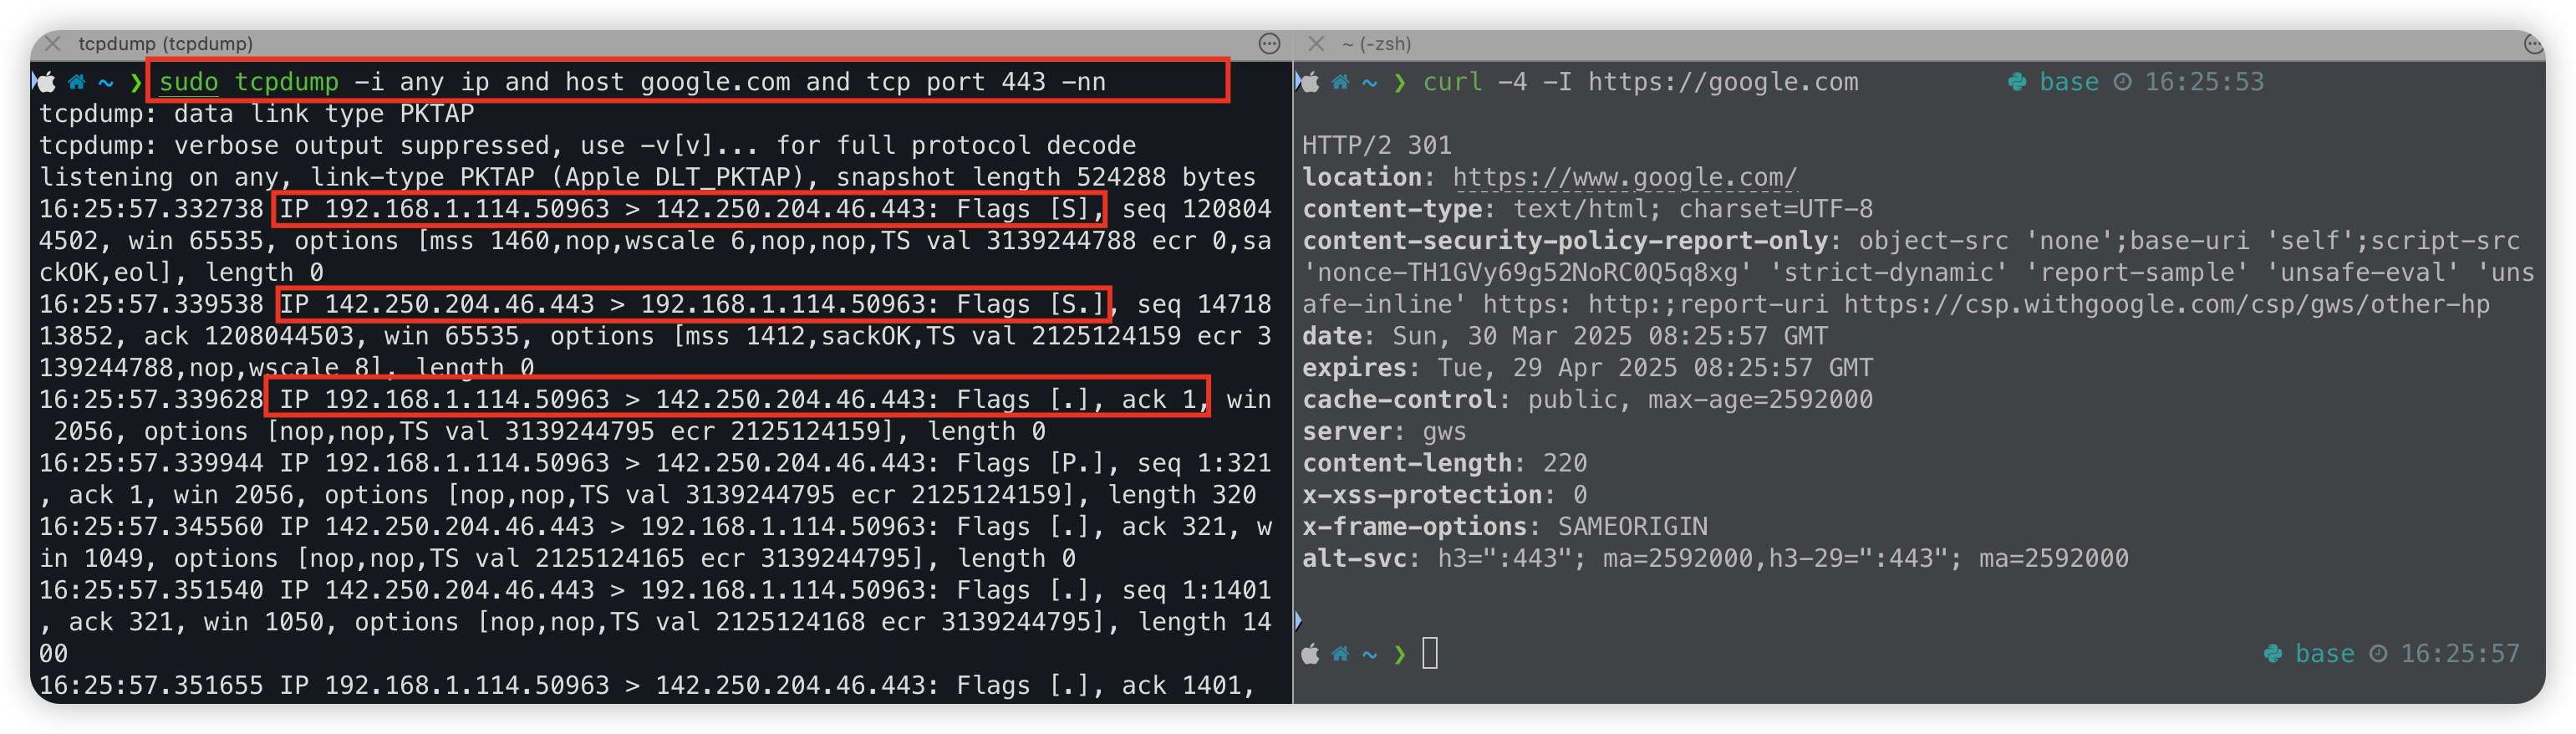 tcpdump (tcpdump)
sudo tcpdump -i any ip and host google.com and tcp port 443 -nn
tcpdump: data link type PKTAP
tcpdump: verbose output suppressed, use -v[v]... for full protocol decode
listening on any, link-type PKTAP (Apple DLT_PKTAP), snapshot length 524288 bytes
16:25:57.332738 IP 192.168.1.114.50963 > 142.250.204.46.443: Flags [S], seq 120804
4502, win 65535, options [mss 1460,nop,wscale 6,nop,nop,TS val 3139244788 ecr 0,sa
ckOK,eol], length 0
16:25:57.339538 IP 142.250.204.46.443 > 192.168.1.114.50963: Flags [S.], seq 14718
13852, ack 1208044503, win 65535, options [mss 1412,sackOK,TS val 2125124159 ecr 3
139244788,nop,wscale 8], length 0
16:25:57.339628 IP 192.168.1.114.50963 > 142.250.204.46.443: Flags [.], ack 1, win
2056, options [nop,nop,TS val 3139244795 ecr 2125124159], length 0
16:25:57.339944 IP 192.168.1.114.50963 > 142.250.204.46.443: Flags [P.], seq 1:321
, ack 1, win 2056, options [nop,nop,TS val 3139244795 ecr 2125124159], length 320
16:25:57.345560 IP 142.250.204.46.443 > 192.168.1.114.50963: Flags [.], ack 321, w
in 1049, options [nop,nop,TS val 2125124165 ecr 3139244795], length 0
16:25:57.351540 IP 142.250.204.46.443 > 192.168.1.114.50963: Flags [.], seq 1:1401
, ack 321, win 1050, options [nop,nop,TS val 2125124168 ecr 3139244795], length 14
00
16:25:57.351655 IP 192.168.1.114.50963 > 142.250.204.46.443: Flags [.], ack 1401,
~ (-zsh)
~ ❯ curl -4 -I https://google.com base 16:25:53
HTTP/2 301
location: https://www.google.com/
content-type: text/html; charset=UTF-8
content-security-policy-report-only: object-src 'none';base-uri 'self';script-src
'nonce-TH1GVy69g52NoRC0Q5q8xg' 'strict-dynamic' 'report-sample' 'unsafe-eval' 'uns
afe-inline' https: http:;report-uri https://csp.withgoogle.com/csp/gws/other-hp
date: Sun, 30 Mar 2025 08:25:57 GMT
expires: Tue, 29 Apr 2025 08:25:57 GMT
cache-control: public, max-age=2592000
server: gws
content-length: 220
x-xss-protection: 0
x-frame-options: SAMEORIGIN
alt-svc: h3=":443"; ma=2592000,h3-29=":443"; ma=2592000
~ ❯ base 16:25:57